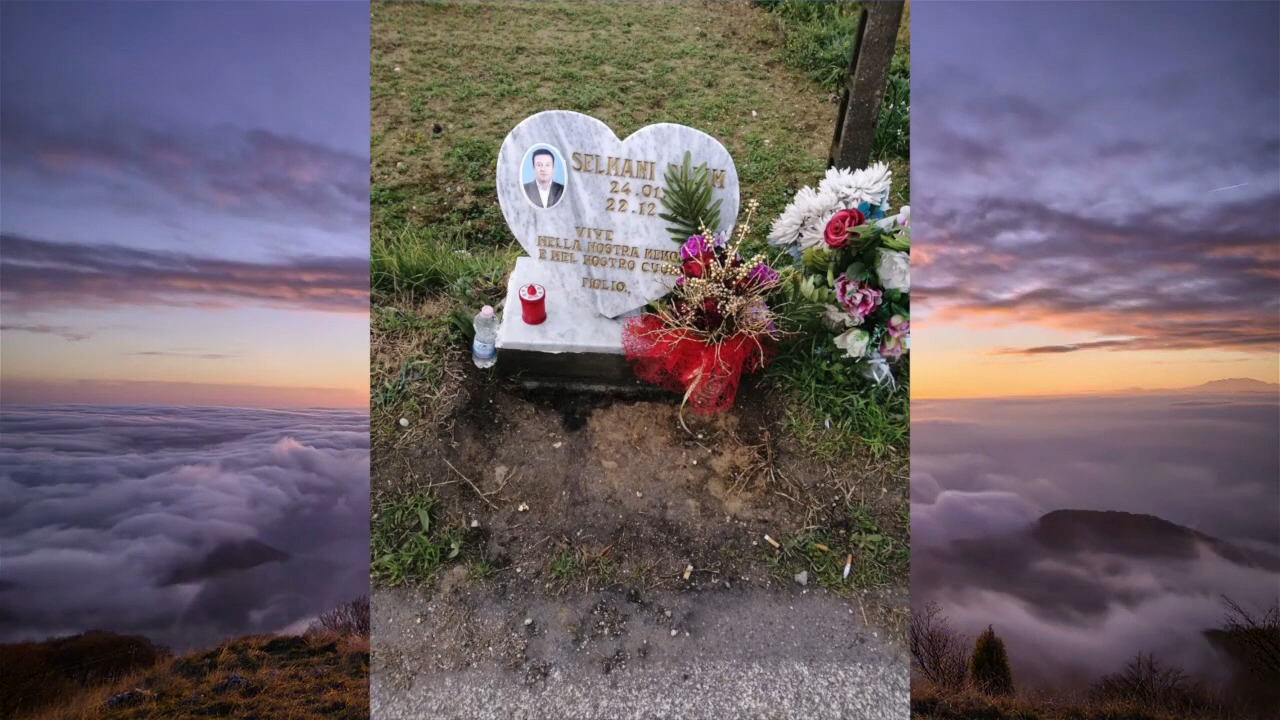 SELMANI
24.01
22.12
VIVE
NELLA NOSTRA
E NEL NOSTRO
FIGLIO.